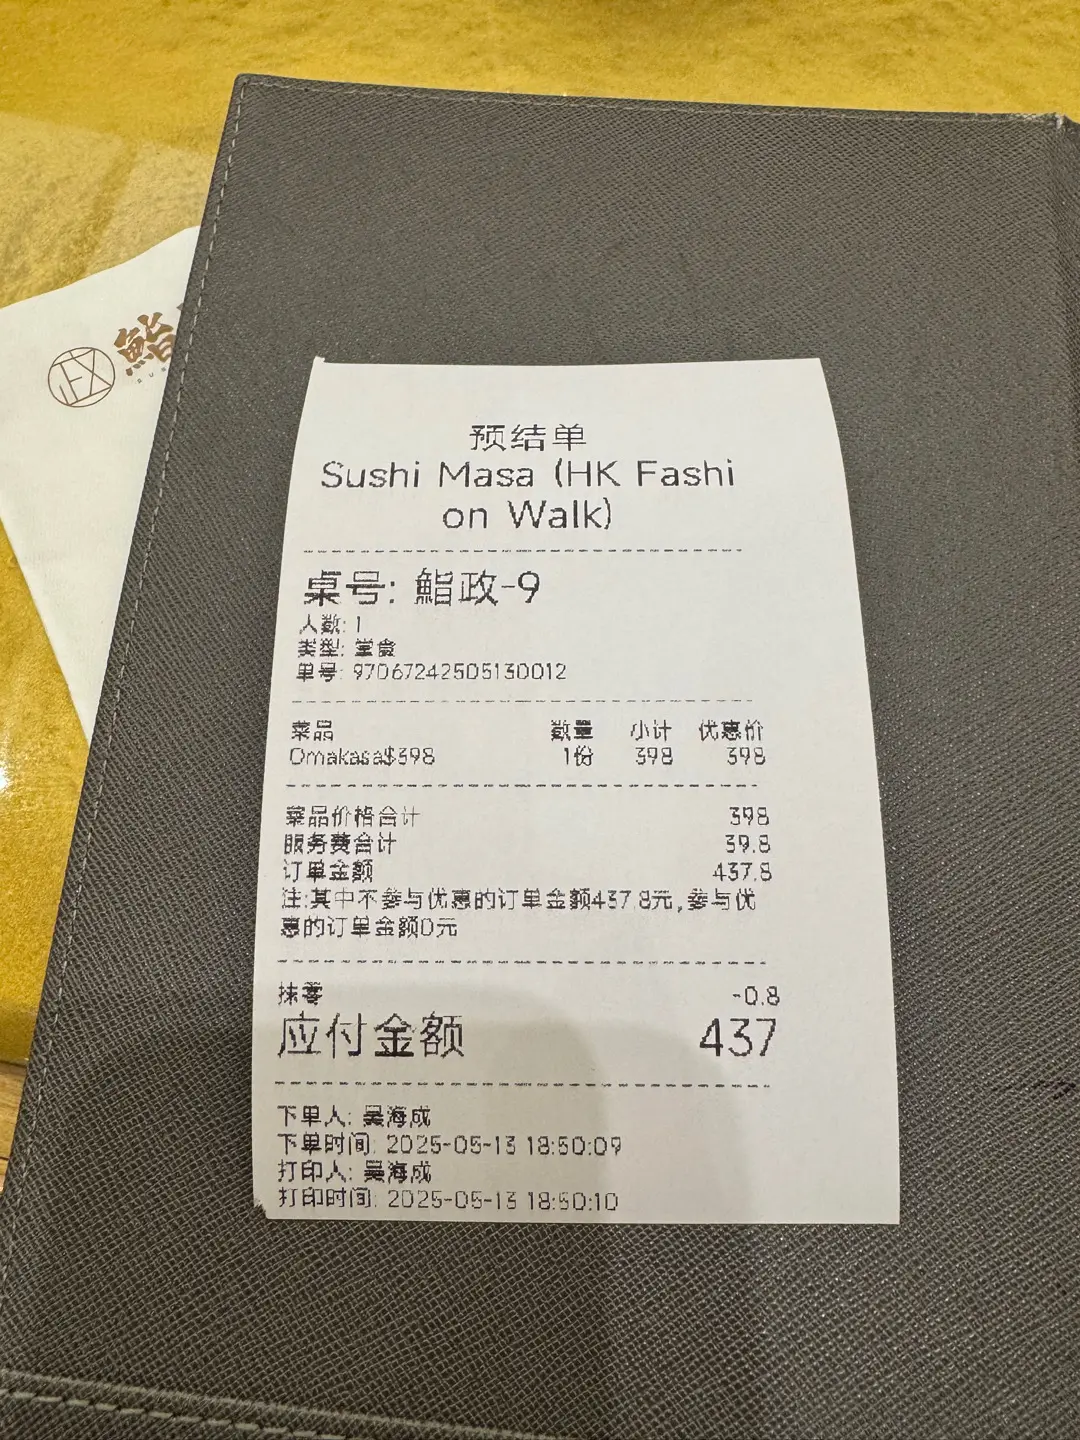 鮨
预结单
Sushi Masa (HK Fashi
on Walk)
桌号: 鮨政-9
人数: 1
类型: 堂食
单号: 97067242505130012
菜品 数量 小计 优惠价
Omakasa$398 1份 398 398
菜品价格合计 398
服务费合计 39.8
订单金额 437.8
注:其中不参与优惠的订单金额437.8元,参与优
惠的订单金额0元
抹零 -0.8
应付金额 437
下单人: 吴海成
下单时间: 2025-05-13 18:50:09
打印人: 吴海成
打印时间: 2025-05-13 18:50:10